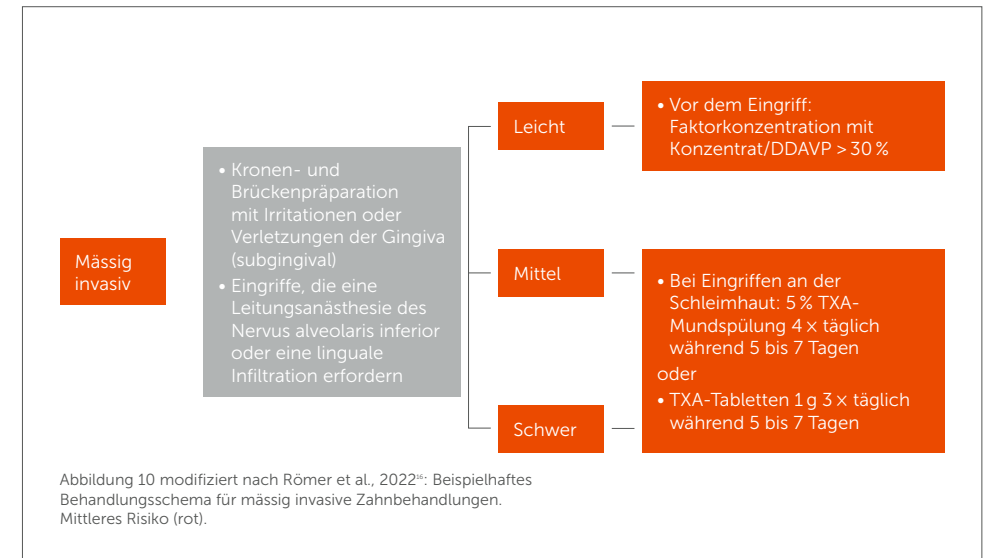 Mässig
invasiv
• Kronen- und
Brückenpräparation
mit Irritationen oder
Verletzungen der Gingiva
(subgingival)
• Eingriffe, die eine
Leitungsanästhesie des
Nervus alveolaris inferior
oder eine linguale
Infiltration erfordern
Leicht
• Vor dem Eingriff:
Faktorkonzentration mit
Konzentrat/DDAVP > 30 %
Mittel
• Bei Eingriffen an der
Schleimhaut: 5 % TXA-
Mundspülung 4 × täglich
während 5 bis 7 Tagen
oder
• TXA-Tabletten 1 g 3 × täglich
während 5 bis 7 Tagen
Schwer
Abbildung 10 modifiziert nach Römer et al., 2022¹⁶: Beispielhaftes
Behandlungsschema für mässig invasive Zahnbehandlungen.
Mittleres Risiko (rot).